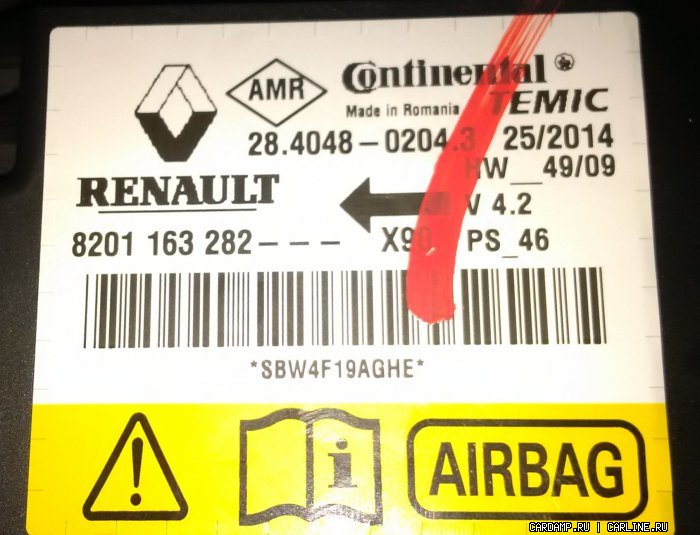 AMR
Continental
Made in Romania TEMIC
28.4048-0204.3 25/2014
HW__49/09
RENAULT
V 4.2
8201 163 282--- X90 PS_46
*SBW4F19AGHE*
! i AIRBAG
CARDAMP.RU | CARLINE.RU